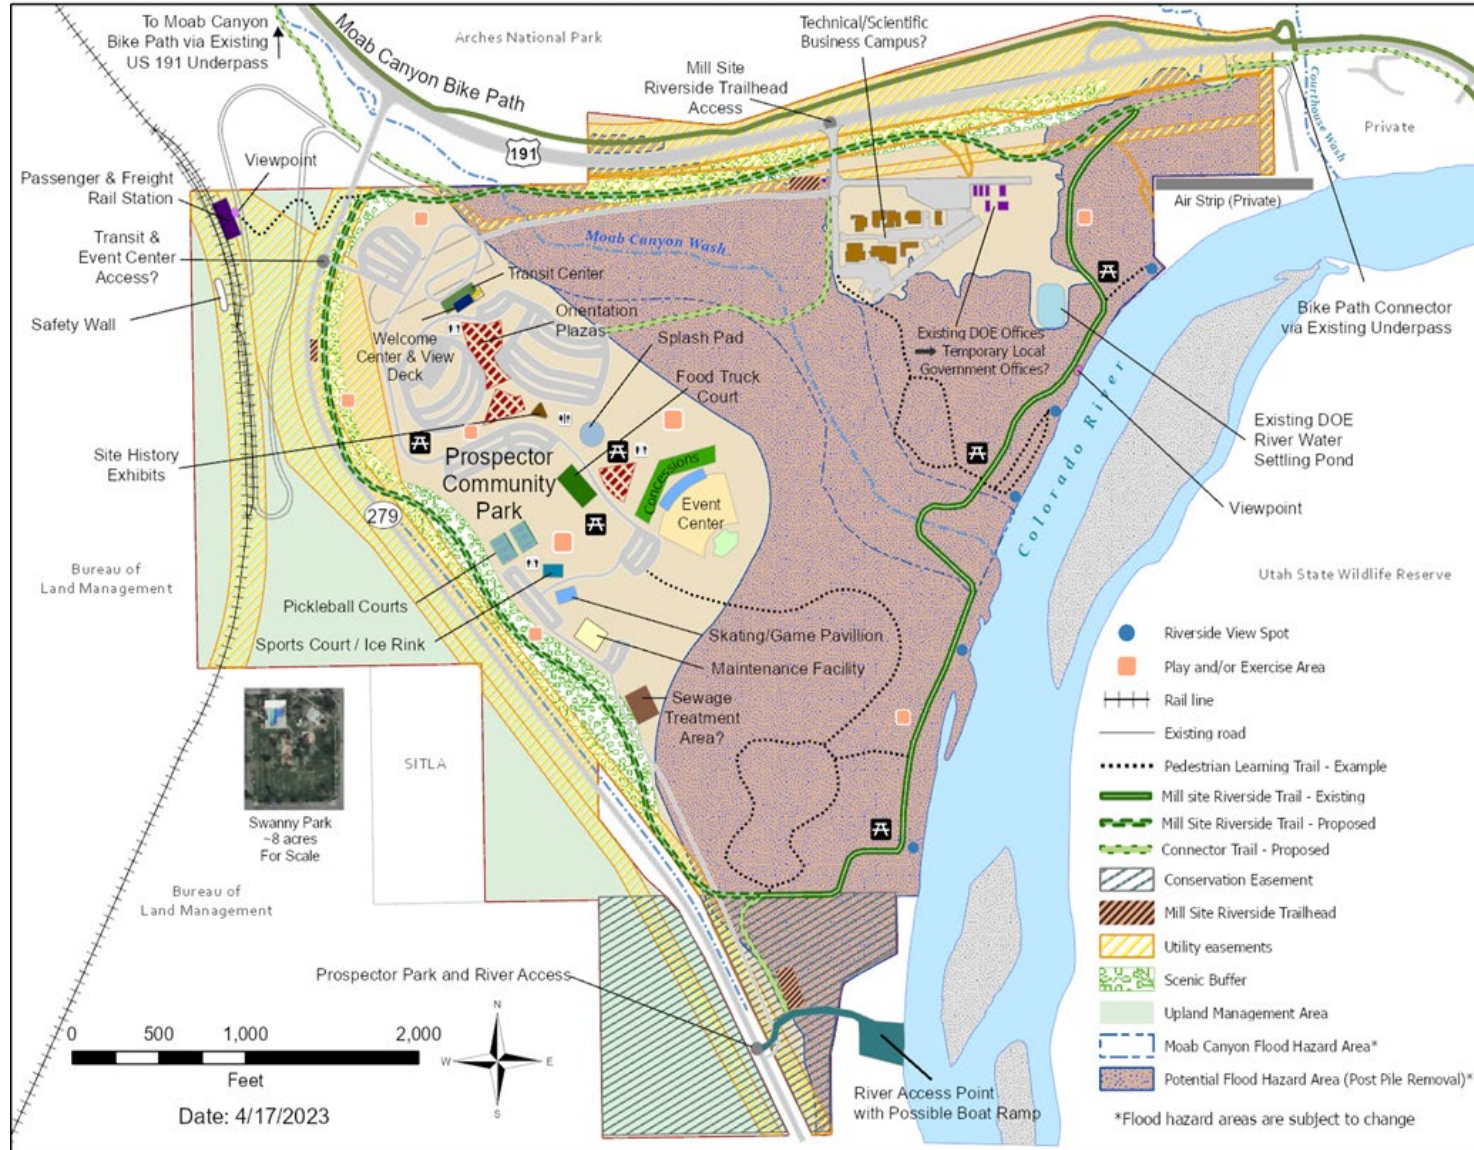 To Moab Canyon
Bike Path via Existing
US 191 Underpass
Moab Canyon Bike Path
Arches National Park
Technical/Scientific
Business Campus?
Mill Site
Riverside Trailhead
Access
191
Courthouse Wash
Private
Air Strip (Private)
Viewpoint
Passenger & Freight
Rail Station
Transit &
Event Center
Access?
Safety Wall
Moab Canyon Wash
Transit Center
Orientation
Plazas
Welcome
Center & View
Deck
Splash Pad
Food Truck
Court
Existing DOE Offices
Temporary Local
Government Offices?
Bike Path Connector
via Existing Underpass
Existing DOE
River Water
Settling Pond
Viewpoint
Colorado River
Site History
Exhibits
Prospector
Community
Park
Concessions
Event
Center
279
Bureau of
Land Management
Utah State Wildlife Reserve
Pickleball Courts
Sports Court / Ice Rink
Skating/Game Pavillion
Maintenance Facility
Sewage
Treatment
Area?
SITLA
Swanny Park
~8 acres
For Scale
Bureau of
Land Management
Prospector Park and River Access
River Access Point
with Possible Boat Ramp
N
W
E
S
0 500 1,000 2,000
Feet
Date: 4/17/2023
Riverside View Spot
Play and/or Exercise Area
Rail line
Existing road
Pedestrian Learning Trail - Example
Mill site Riverside Trail - Existing
Mill Site Riverside Trail - Proposed
Connector Trail - Proposed
Conservation Easement
Mill Site Riverside Trailhead
Utility easements
Scenic Buffer
Upland Management Area
Moab Canyon Flood Hazard Area*
Potential Flood Hazard Area (Post Pile Removal)*
*Flood hazard areas are subject to change